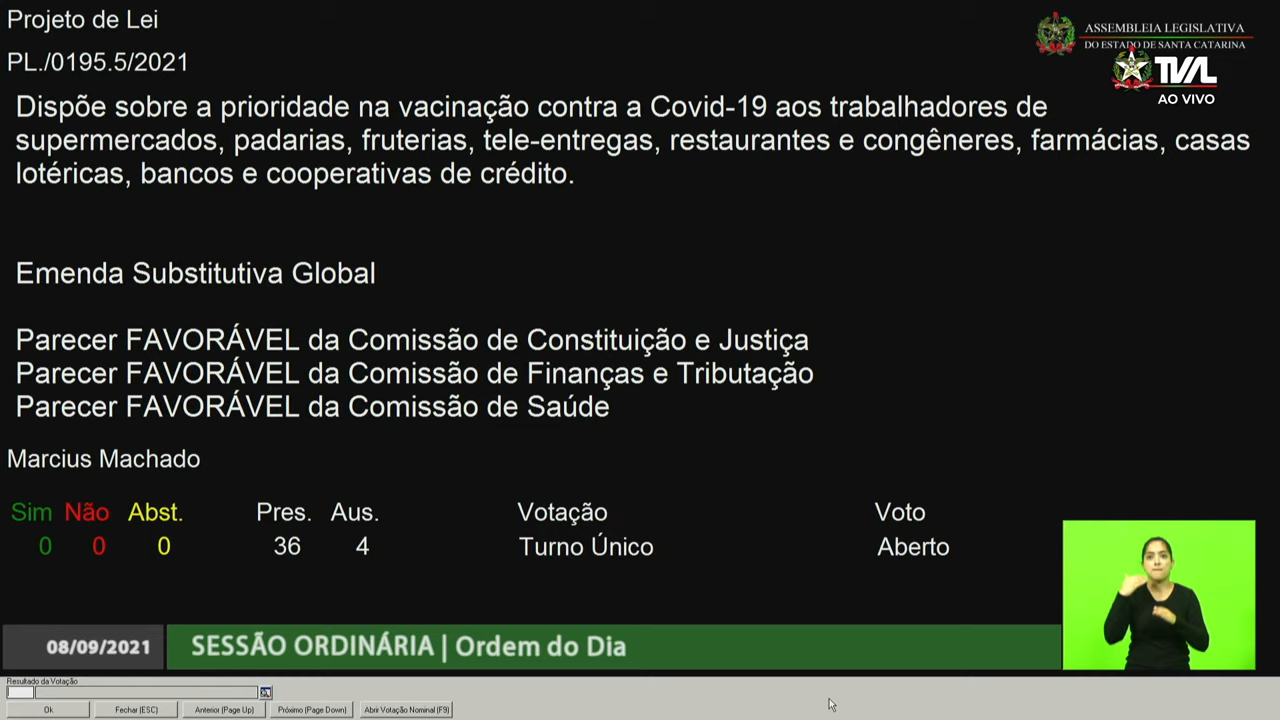 Projeto de Lei
ASSEMBLEIA LEGISLATIVA
DO ESTADO DE SANTA CATARINA
PL./0195.5/2021
TVAL
AO VIVO
Dispõe sobre a prioridade na vacinação contra a Covid-19 aos trabalhadores de
supermercados, padarias, fruterias, tele-entregas, restaurantes e congêneres, farmácias, casas
lotéricas, bancos e cooperativas de crédito.
Emenda Substitutiva Global
Parecer FAVORÁVEL da Comissão de Constituição e Justiça
Parecer FAVORÁVEL da Comissão de Finanças e Tributação
Parecer FAVORÁVEL da Comissão de Saúde
Marcius Machado
Sim Não Abst. Pres. Aus. Votação Voto
0 0 0 36 4 Turno Único Aberto
08/09/2021 SESSÃO ORDINÁRIA | Ordem do Dia
Resultado da Votação
Ok Fechar (ESC) Anterior (Page Up) Próximo (Page Down) Abrir Votação Nominal (F9)